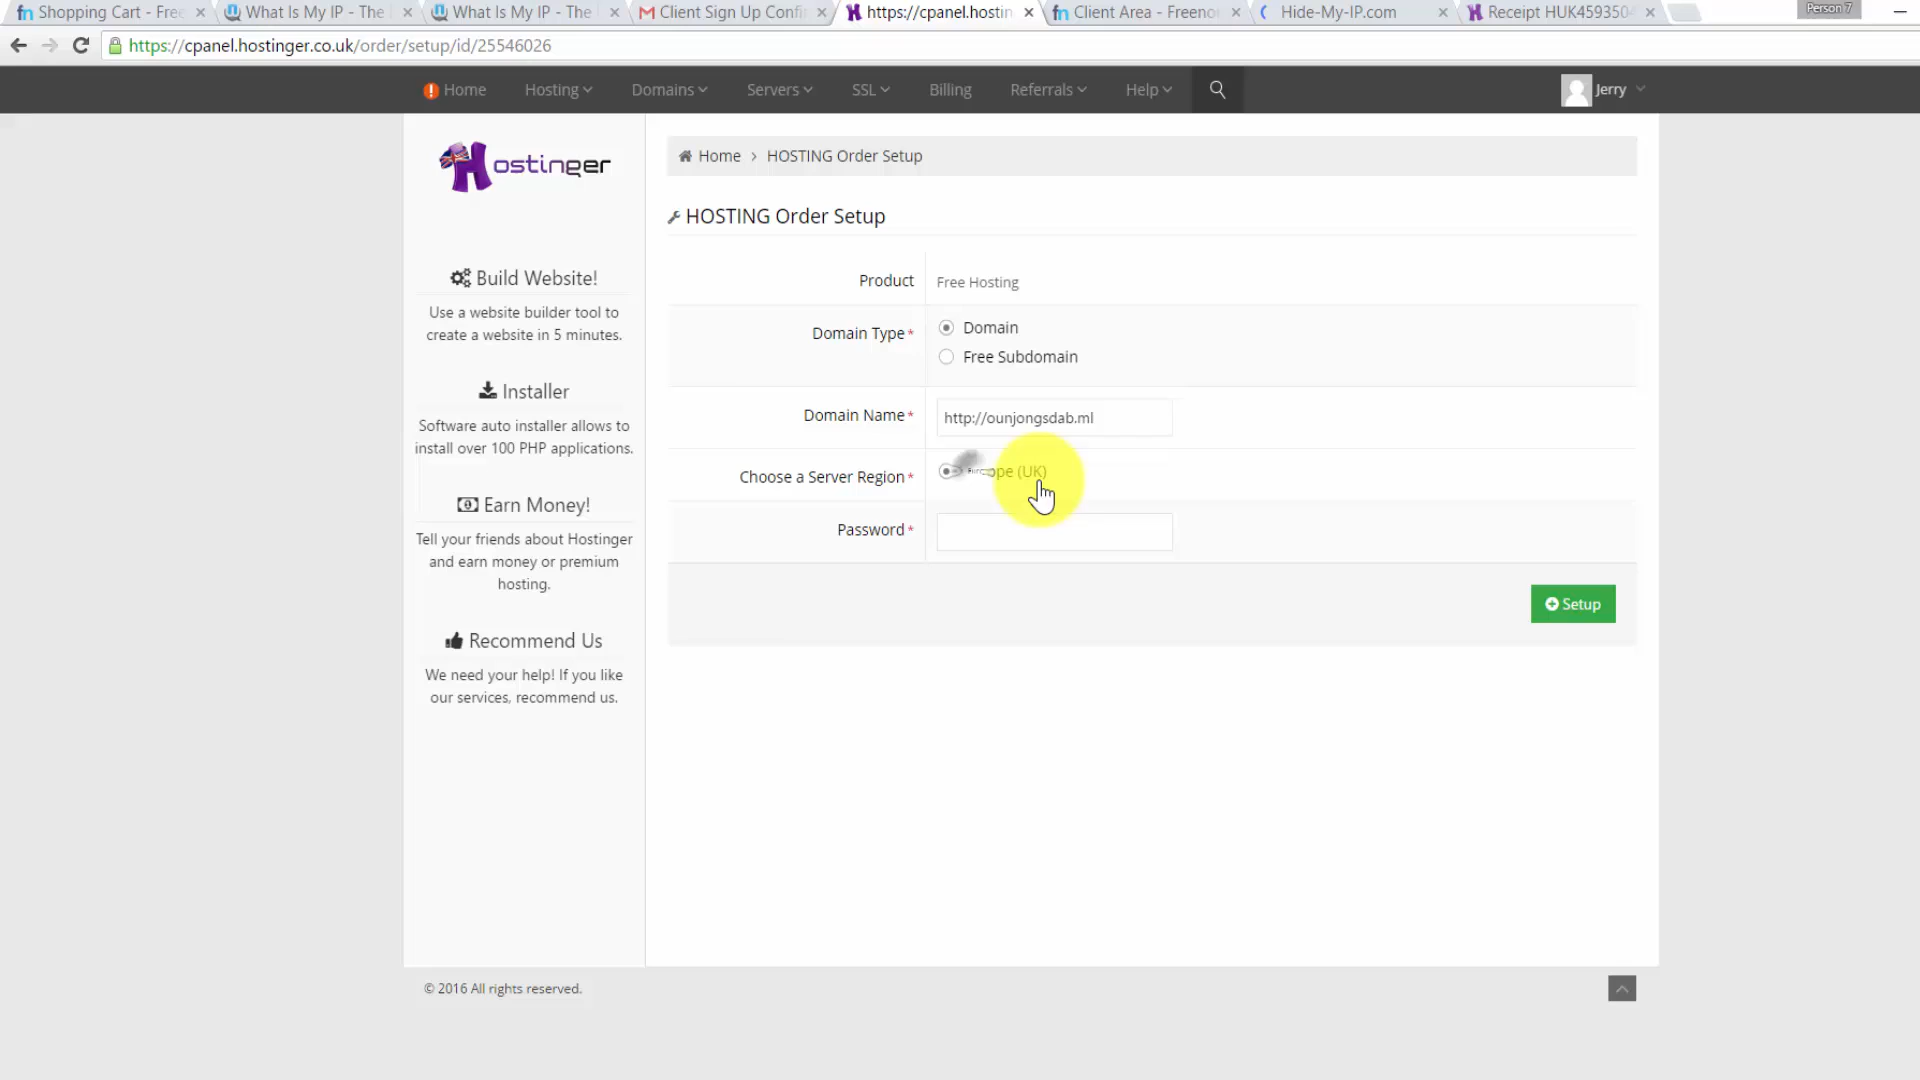 Shopping Cart - Free
What Is My IP - The
What Is My IP - The
Client Sign Up Confi
https://cpanel.hostin
Client Area - Freeno
Hide-My-IP.com
Receipt HUK4593504
Person 7
https://cpanel.hostinger.co.uk/order/setup/id/25546026
Home
Hosting
Domains
Servers
SSL
Billing
Referrals
Help
Jerry
Hostinger
Build Website!
Use a website builder tool to
create a website in 5 minutes.
Installer
Software auto installer allows to
install over 100 PHP applications.
Earn Money!
Tell your friends about Hostinger
and earn money or premium
hosting.
Recommend Us
We need your help! If you like
our services, recommend us.
Home > HOSTING Order Setup
HOSTING Order Setup
Product
Free Hosting
Domain Type*
Domain
Free Subdomain
Domain Name*
http://ounjongsdab.ml
Choose a Server Region*
(UK)
Password*
Setup
© 2016 All rights reserved.